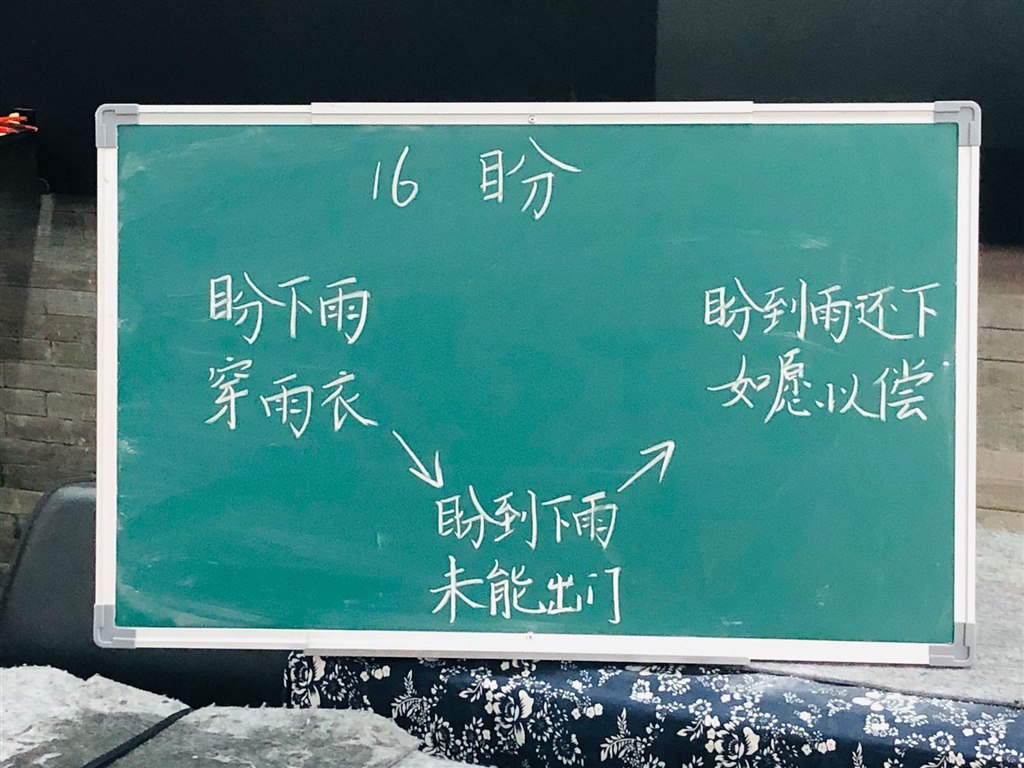 16 盼
盼下雨
穿雨衣
盼到下雨
未能出门
盼到雨还下
如愿以偿